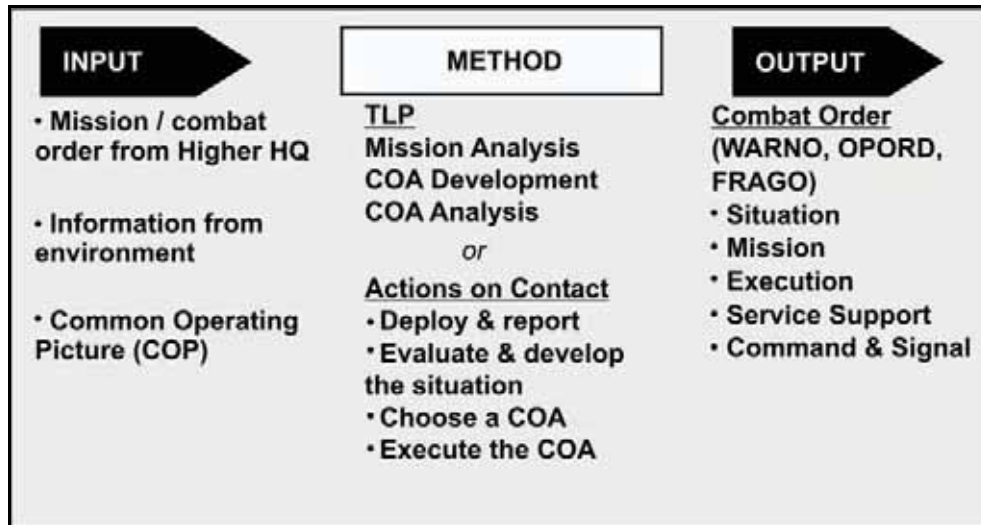 INPUT
• Mission / combat
order from Higher HQ
• Information from
environment
• Common Operating
Picture (COP)
METHOD
TLP
Mission Analysis
COA Development
COA Analysis
or
Actions on Contact
• Deploy & report
• Evaluate & develop
the situation
• Choose a COA
• Execute the COA
OUTPUT
Combat Order
(WARNO, OPORD,
FRAGO)
• Situation
• Mission
• Execution
• Service Support
• Command & Signal